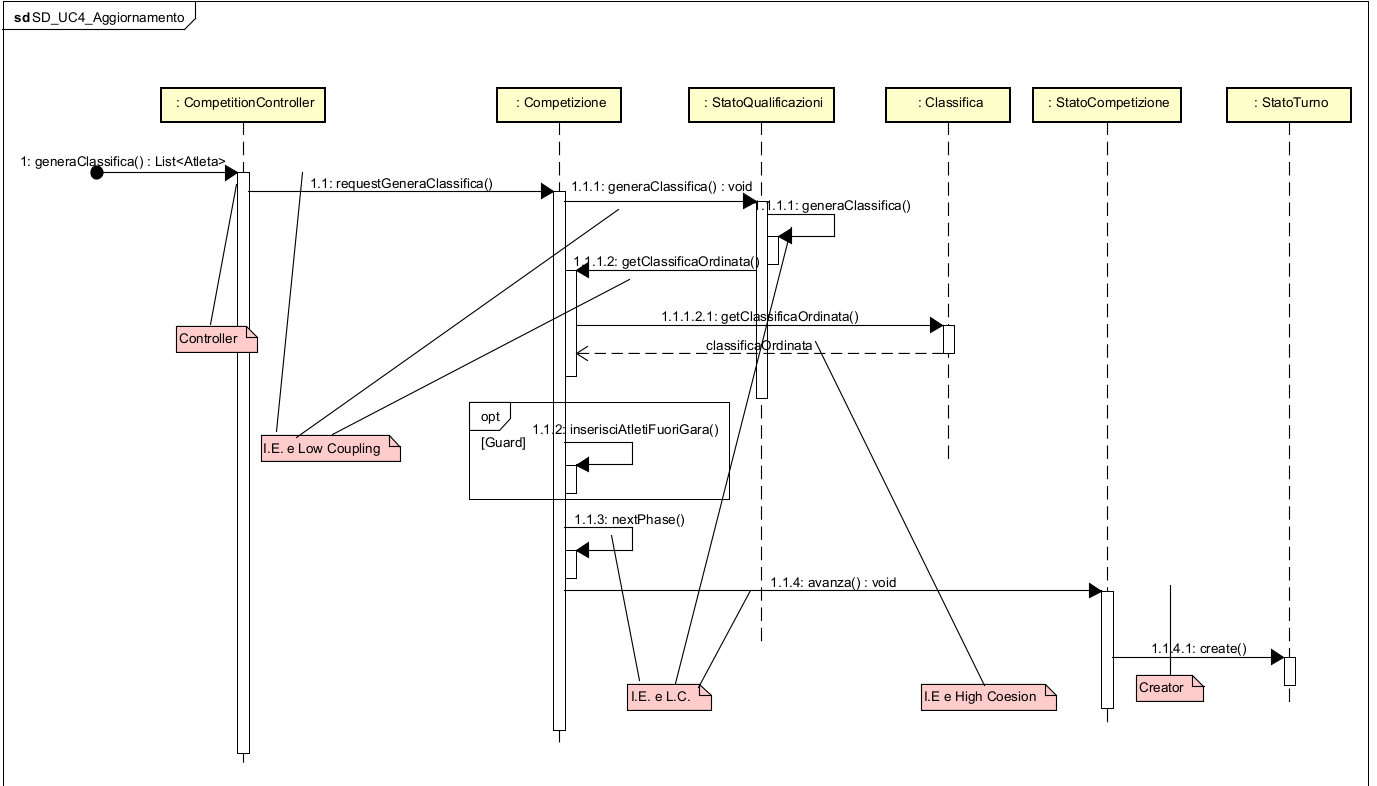 sd SD_UC4_Aggiornamento
: CompetitionController
: Competizione
: StatoQualificazioni
: Classifica
: StatoCompetizione
: StatoTurno
1: generaClassifica() : List<Atleta>
1.1: requestGeneraClassifica()
1.1.1: generaClassifica() : void
1.1.1.1: generaClassifica()
1.1.1.2: getClassificaOrdinata()
1.1.1.2.1: getClassificaOrdinata()
classificaOrdinata
Controller
opt
[Guard]
1.1.2: inserisciAtletiFuoriGara()
I.E. e Low Coupling
1.1.3: nextPhase()
1.1.4: avanza() : void
1.1.4.1: create()
I.E. e L.C.
I.E e High Coesion
Creator